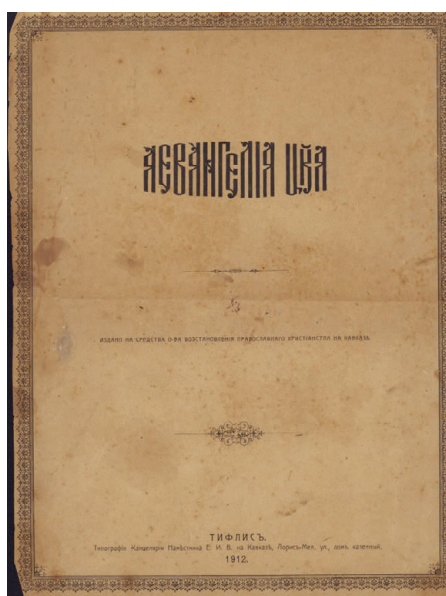 АЕВАНГЕЛІА
ИЗДАНО НА СРЕДСТВА О-ВА ВОЗСТАНОВЛЕНІЯ ПРАВОСЛАВНАГО ХРИСТІАНСТВА НА КАВКАЗѢ.
ТИФЛИСЪ.
Типографія Канцеляріи Намѣстника Е. И. В. на Кавказѣ, Лорисъ-Мел. ул., домъ казенный.
1912.